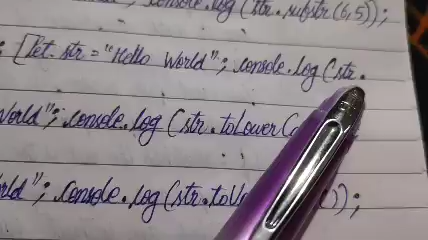 ; console.log (str.substr(6,5));
: [let str = "Hello World"; console.log (str.
World"; console.log (str.toLowerC
rld"; console.log (str.toU ());